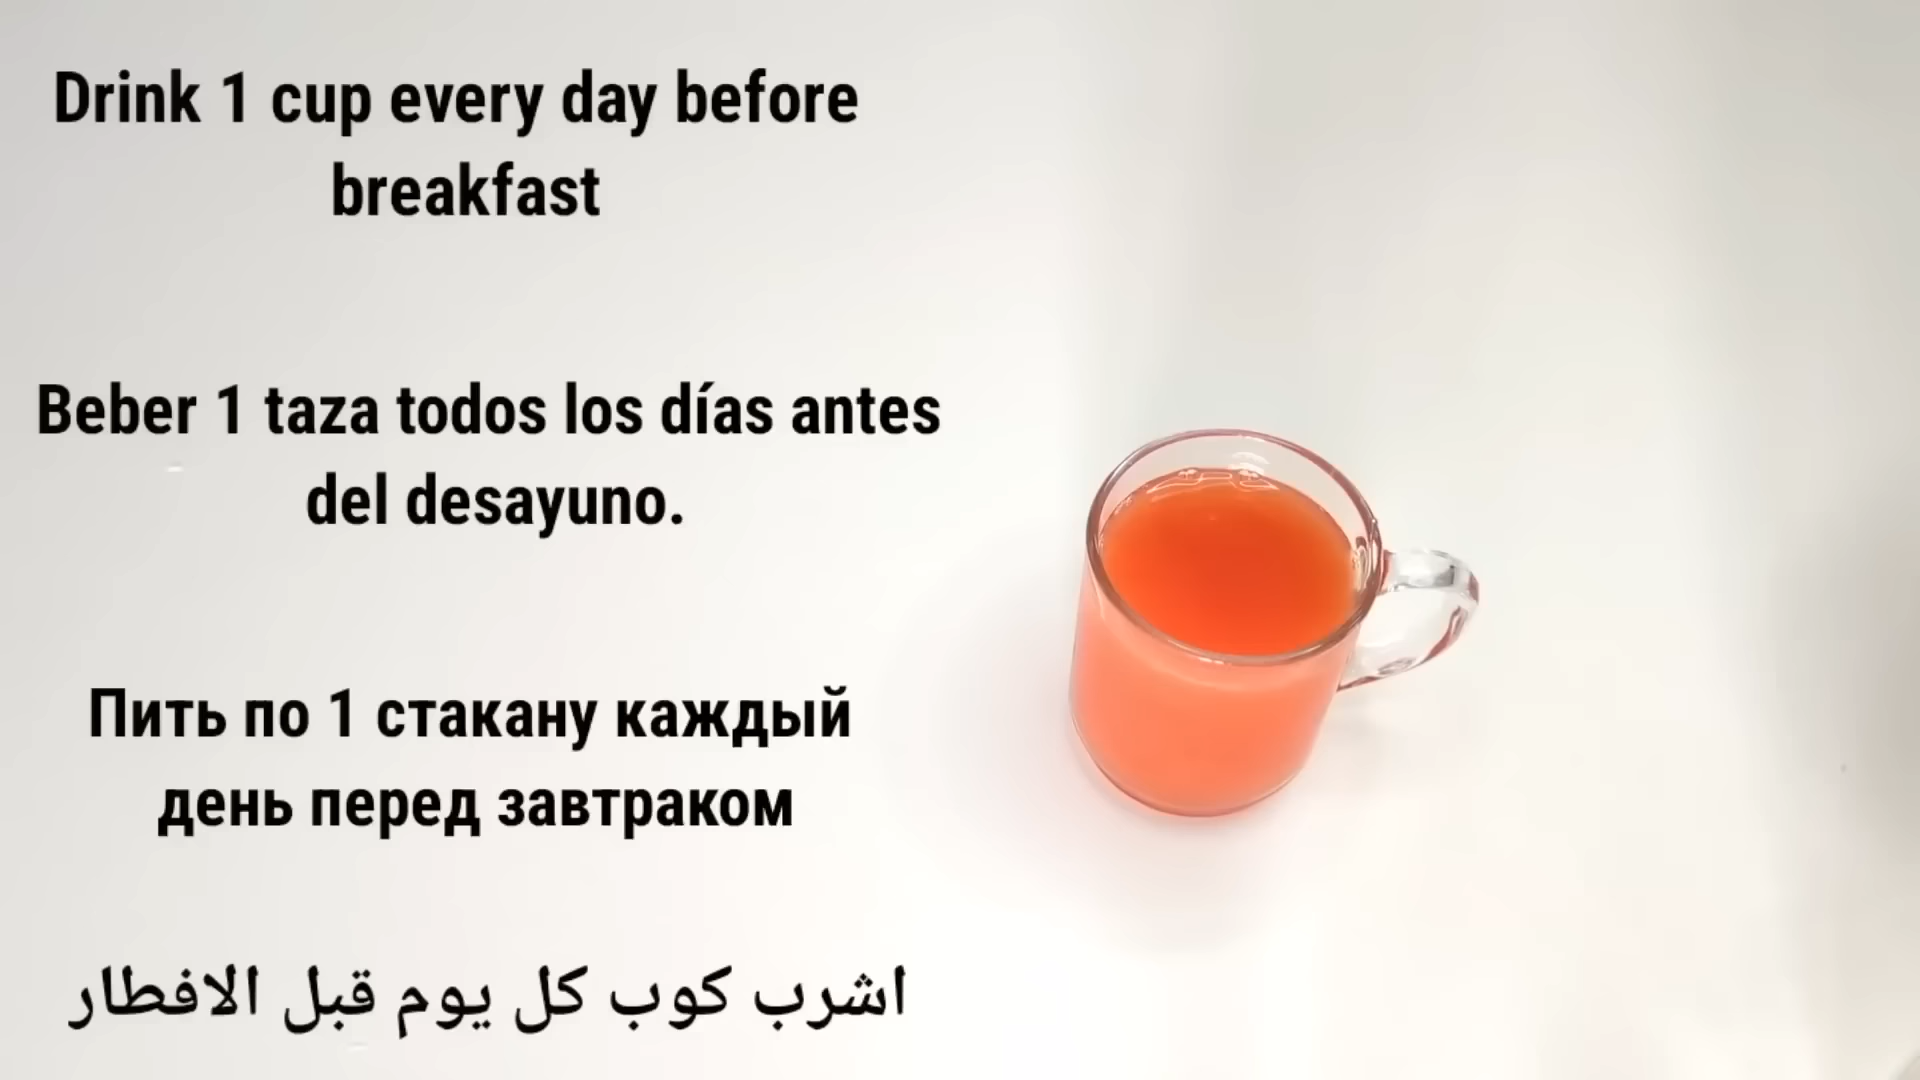 Drink 1 cup every day before
breakfast
Beber 1 taza todos los días antes
del desayuno.
Пить по 1 стакану каждый
день перед завтраком
اشرب كوب كل يوم قبل الافطار